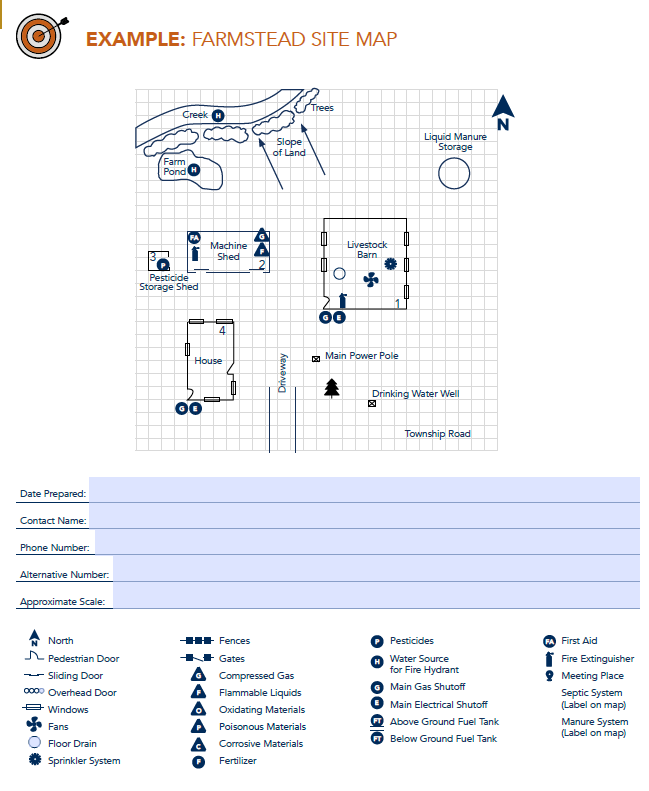 EXAMPLE: FARMSTEAD SITE MAP
Trees
Creek H
N
Slope
of Land
Liquid Manure
Storage
Farm
Pond H
FA
G
Machine
Shed
F
2
3
P
Pesticide
Storage Shed
Livestock
Barn
1
G E
4
House
Driveway
Main Power Pole
Drinking Water Well
G E
Township Road
Date Prepared:
Contact Name:
Phone Number:
Alternative Number:
Approximate Scale:
N North
Pedestrian Door
Sliding Door
Overhead Door
Windows
Fans
Floor Drain
Sprinkler System
Fences
Gates
G Compressed Gas
F Flammable Liquids
O Oxidating Materials
P Poisonous Materials
C Corrosive Materials
F Fertilizer
P Pesticides
H Water Source
for Fire Hydrant
G Main Gas Shutoff
E Main Electrical Shutoff
FT Above Ground Fuel Tank
FT Below Ground Fuel Tank
FA First Aid
Fire Extinguisher
Meeting Place
Septic System
(Label on map)
Manure System
(Label on map)